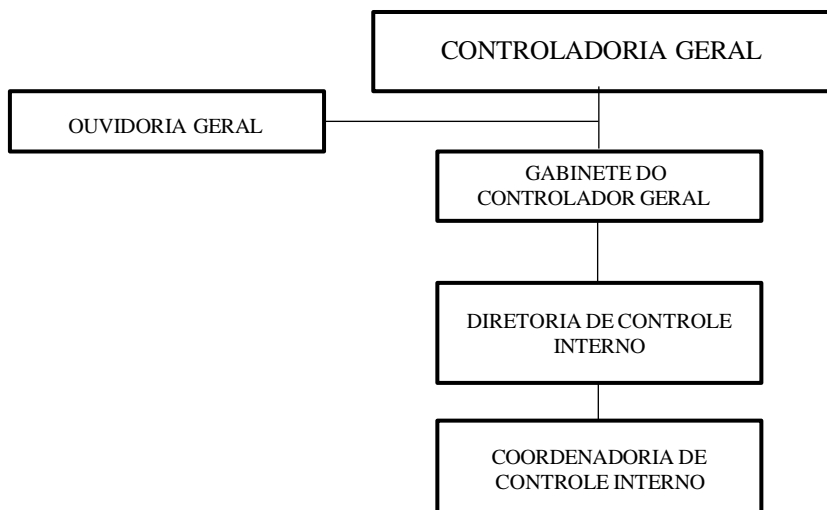 CONTROLADORIA GERAL
OUVIDORIA GERAL
GABINETE DO
CONTROLADOR GERAL
DIRETORIA DE CONTROLE
INTERNO
COORDENADORIA DE
CONTROLE INTERNO